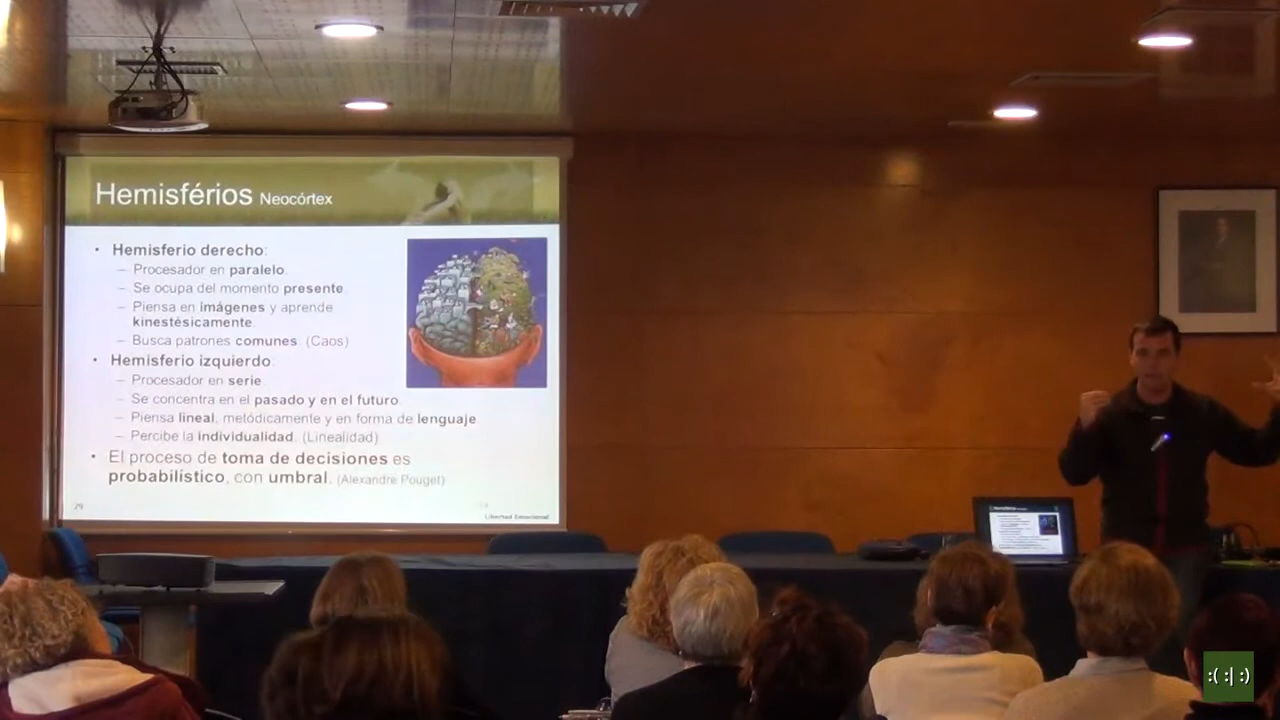 Hemisférios Neocórtex
• Hemisferio derecho:
– Procesador en paralelo.
– Se ocupa del momento presente.
– Piensa en imágenes y aprende
kinestésicamente.
– Busca patrones comunes. (Caos)
• Hemisferio izquierdo:
– Procesador en serie.
– Se concentra en el pasado y en el futuro.
– Piensa lineal, metódicamente y en forma de lenguaje
– Percibe la individualidad. (Linealidad)
• El proceso de toma de decisiones es
probabilístico, con umbral. (Alexandre Pouget)
29
Libertad Emocional
Hemisférios
:( :| :)